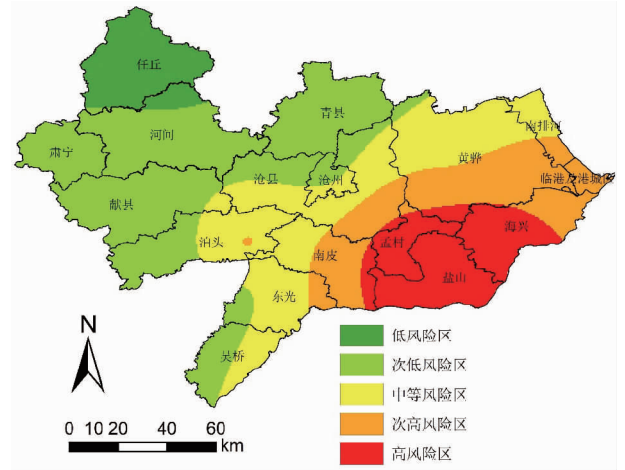 任丘
南排河
青县
河间
肃宁
黄骅
沧县
沧州
临港及港城区
献县
泊头
孟村
海兴
南皮
盐山
东光
吴桥
N
0 10 20 40 60
km
低风险区
次低风险区
中等风险区
次高风险区
高风险区